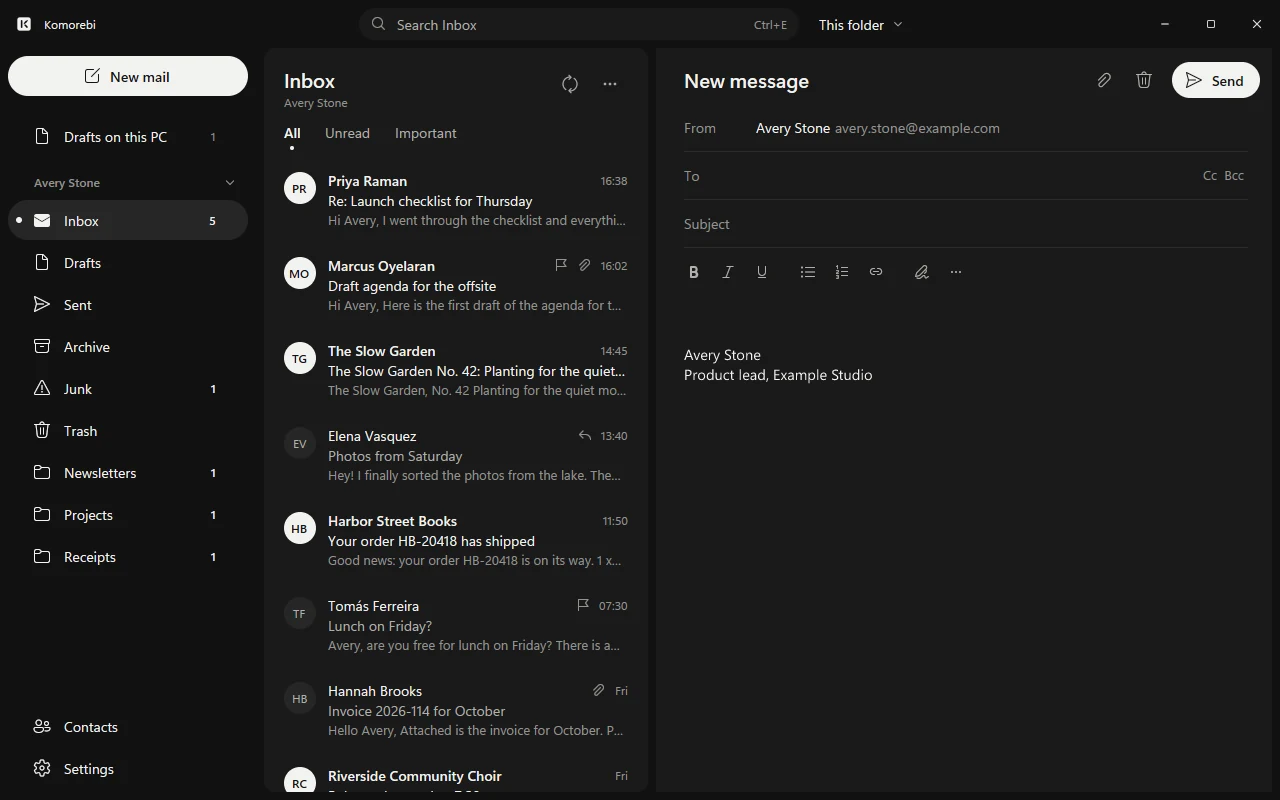 Komorebi
Search Inbox
Ctrl+E
This folder
New mail
Drafts on this PC
1
Avery Stone
Inbox
5
Drafts
Sent
Archive
Junk
1
Trash
Newsletters
1
Projects
1
Receipts
1
Contacts
Settings
Inbox
Avery Stone
All
Unread
Important
PR
Priya Raman
16:38
Re: Launch checklist for Thursday
Hi Avery, I went through the checklist and everythi...
MO
Marcus Oyelaran
16:02
Draft agenda for the offsite
Hi Avery, Here is the first draft of the agenda for t...
TG
The Slow Garden
14:45
The Slow Garden No. 42: Planting for the quiet...
The Slow Garden, No. 42 Planting for the quiet mo...
EV
Elena Vasquez
13:40
Photos from Saturday
Hey! I finally sorted the photos from the lake. The...
HB
Harbor Street Books
11:50
Your order HB-20418 has shipped
Good news: your order HB-20418 is on its way. 1 x...
TF
Tomás Ferreira
07:30
Lunch on Friday?
Avery, are you free for lunch on Friday? There is a...
HB
Hannah Brooks
Fri
Invoice 2026-114 for October
Hello Avery, Attached is the invoice for October. P...
RC
Riverside Community Choir
Fri
New message
Send
From
Avery Stone avery.stone@example.com
To
Cc Bcc
Subject
B I U
Avery Stone
Product lead, Example Studio